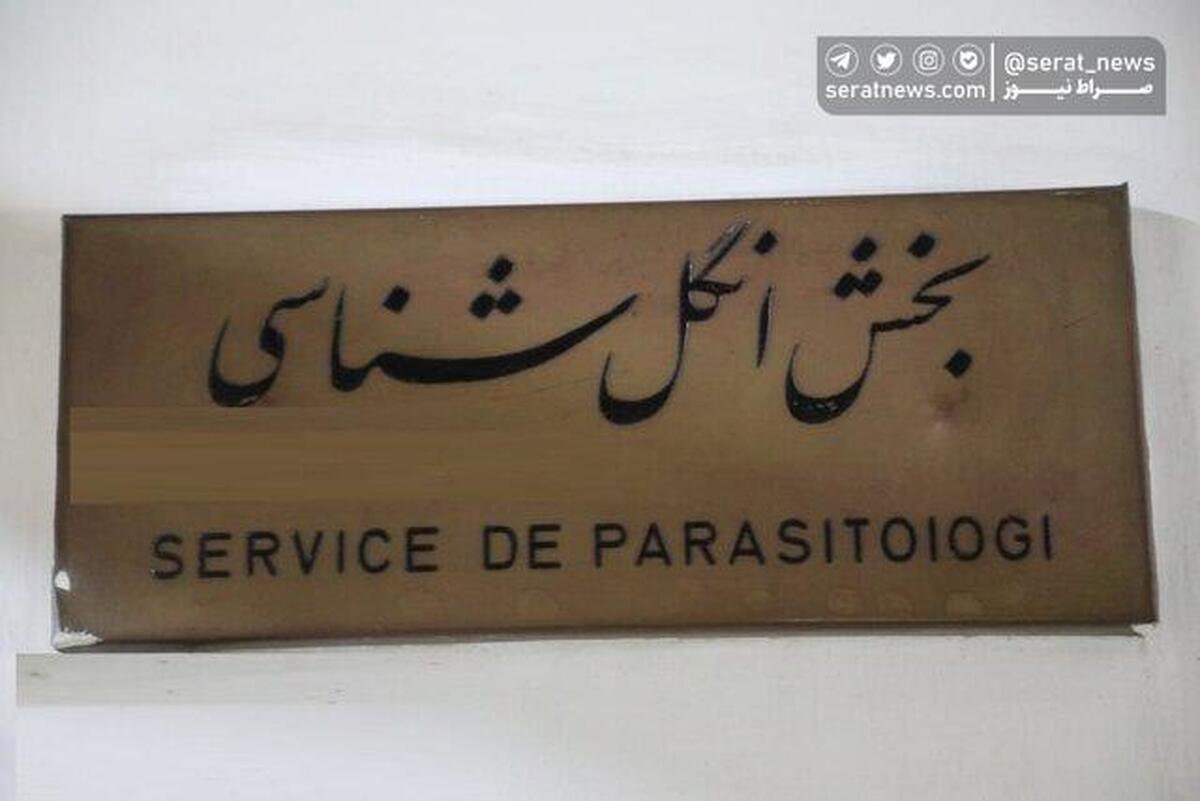 @serat_news
seratnews.com صراط نیوز
بخش انگل شناسی
SERVICE DE PARASITOIOGI